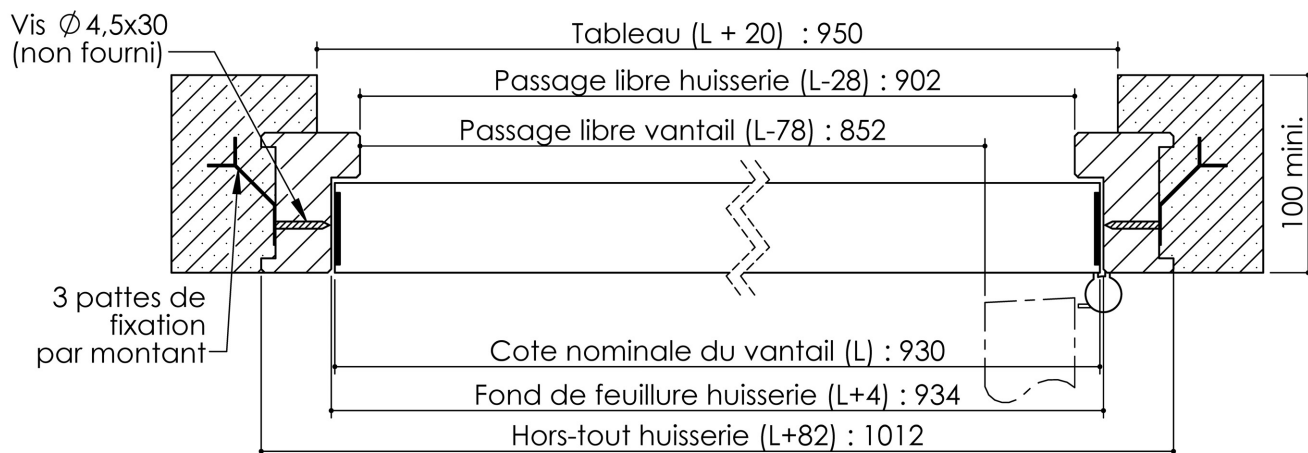 Vis Ø 4,5x30
(non fourni)
Tableau (L + 20) : 950
Passage libre huisserie (L-28) : 902
Passage libre vantail (L-78) : 852
100 mini.
3 pattes de
fixation
par montant
Cote nominale du vantail (L) : 930
Fond de feuillure huisserie (L+4) : 934
Hors-tout huisserie (L+82) : 1012